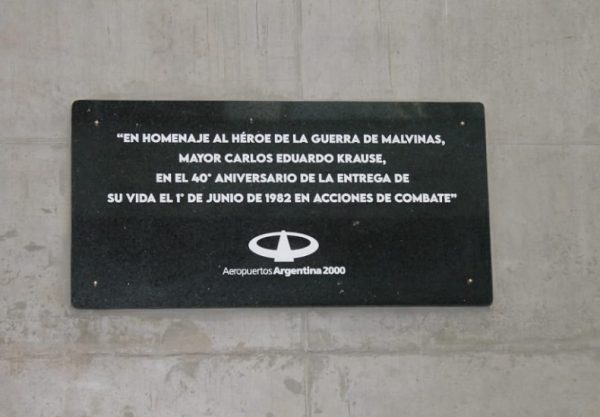 “EN HOMENAJE AL HÉROE DE LA GUERRA DE MALVINAS,
MAYOR CARLOS EDUARDO KRAUSE,
EN EL 40° ANIVERSARIO DE LA ENTREGA DE
SU VIDA EL 1° DE JUNIO DE 1982 EN ACCIONES DE COMBATE”
Aeropuertos Argentina 2000